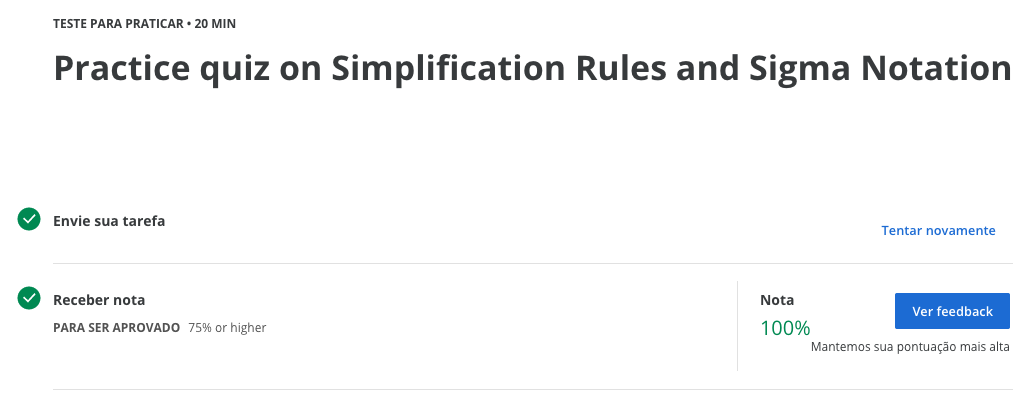 TESTE PARA PRATICAR • 20 MIN
Practice quiz on Simplification Rules and Sigma Notation
Envie sua tarefa
Tentar novamente
Receber nota
PARA SER APROVADO 75% or higher
Nota
100%
Ver feedback
Mantemos sua pontuação mais alta